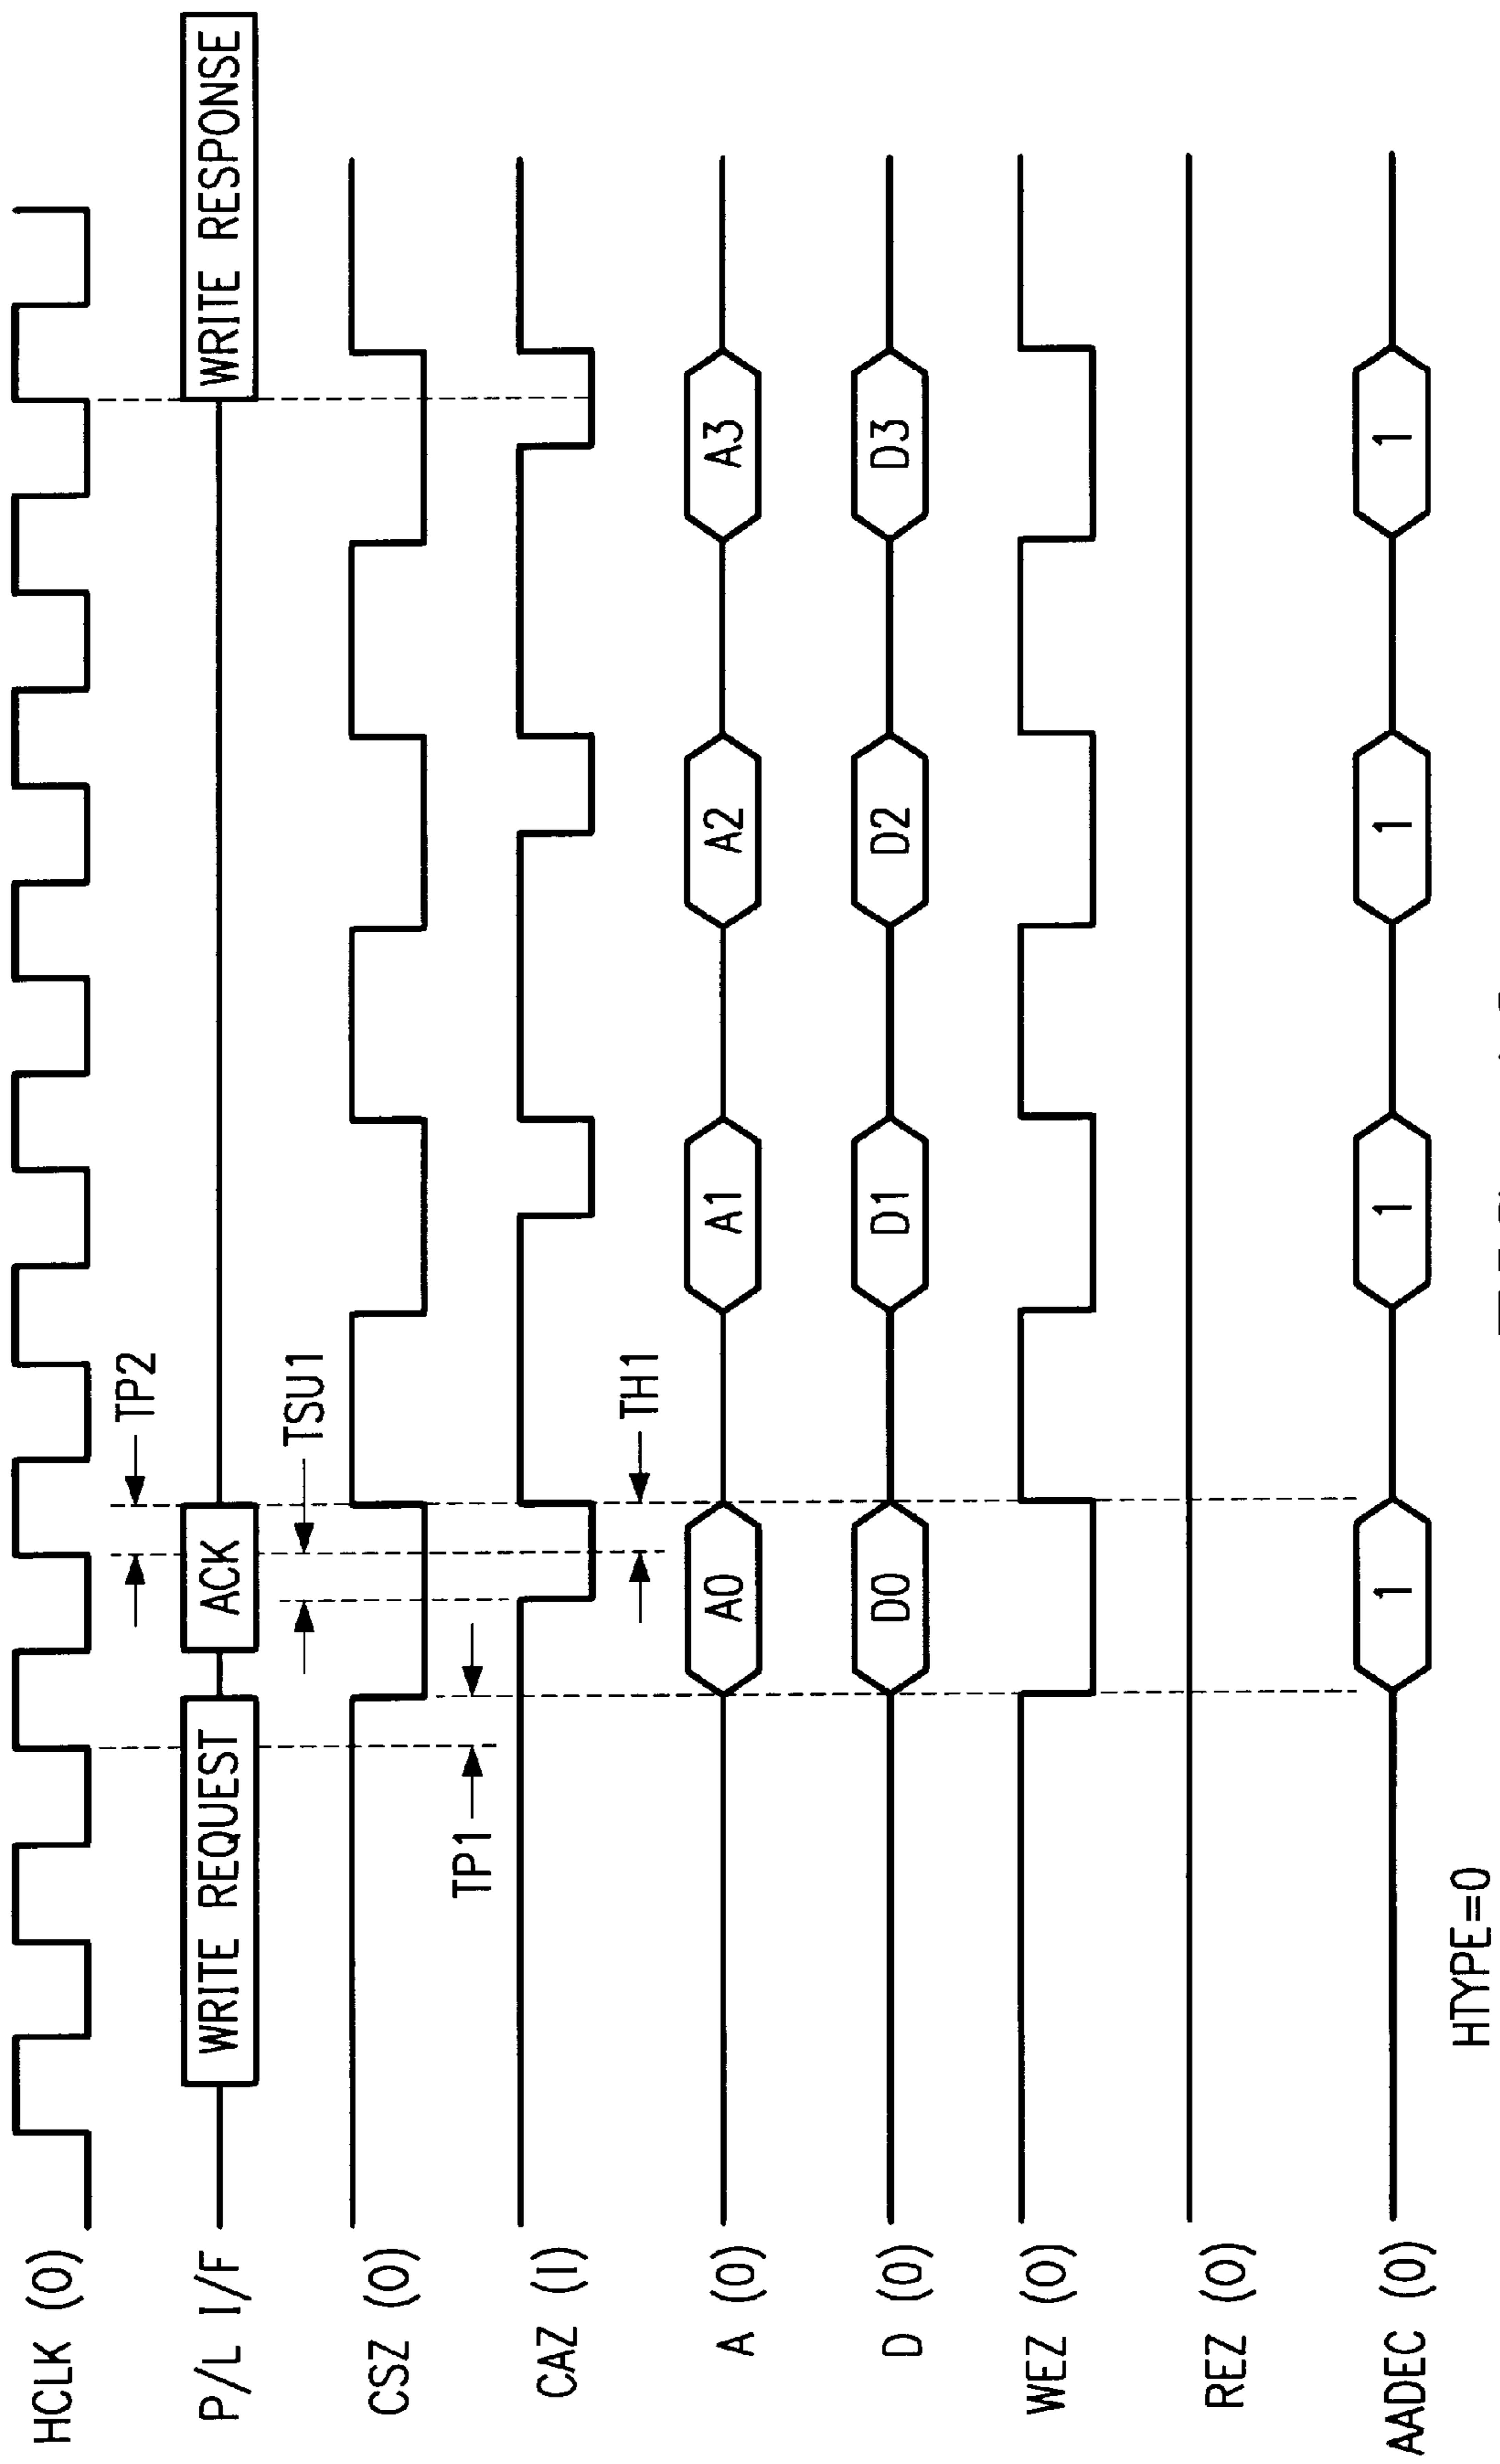 HCLK (O)
P/L I/F
WRITE REQUEST
ACK
WRITE RESPONSE
TP2
CSZ (O)
TSU1
TP1
CAZ (I)
TH1
A (O)
A0
A1
A2
A3
D (O)
D0
D1
D2
D3
WEZ (O)
REZ (O)
AADEC (O)
1
1
1
1
HTYPE=0